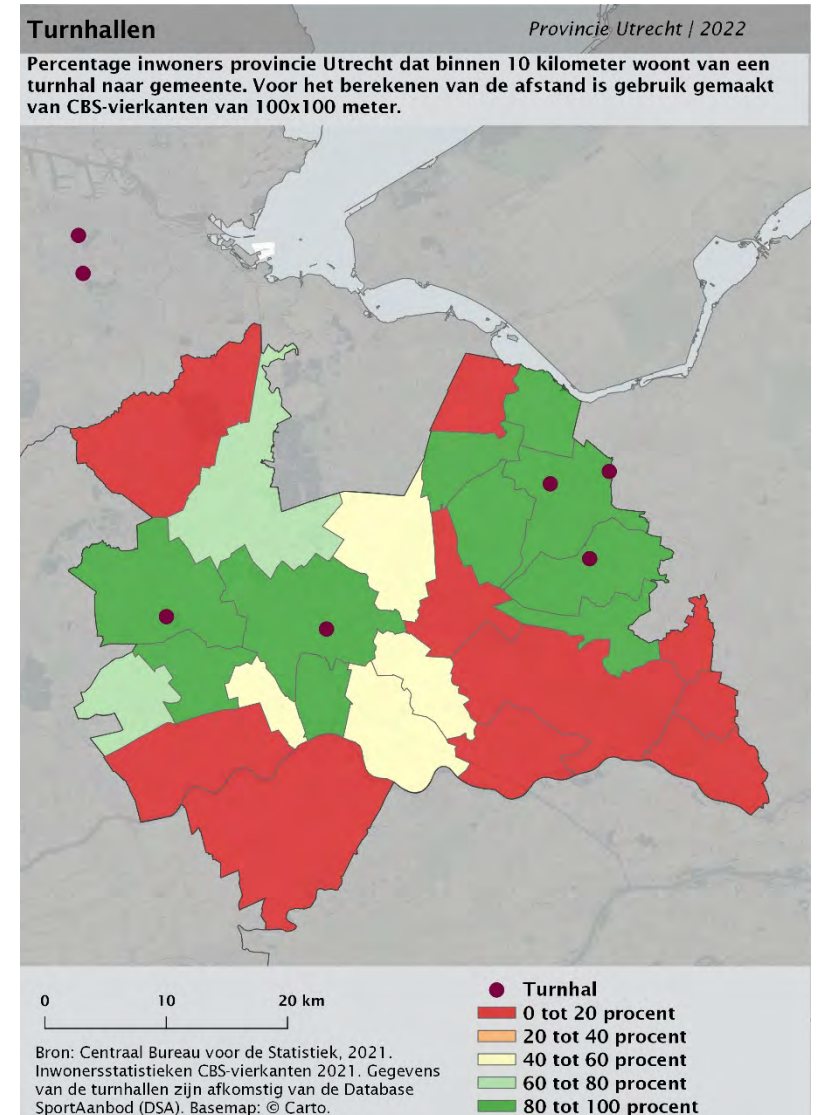 Turnhallen
Provincie Utrecht | 2022
Percentage inwoners provincie Utrecht dat binnen 10 kilometer woont van een
turnhal naar gemeente. Voor het berekenen van de afstand is gebruik gemaakt
van CBS-vierkanten van 100x100 meter.
0 10 20 km
Bron: Centraal Bureau voor de Statistiek, 2021.
Inwonersstatistieken CBS-vierkanten 2021. Gegevens
van de turnhallen zijn afkomstig van de Database
SportAanbod (DSA). Basemap: © Carto.
Turnhal
0 tot 20 procent
20 tot 40 procent
40 tot 60 procent
60 tot 80 procent
80 tot 100 procent